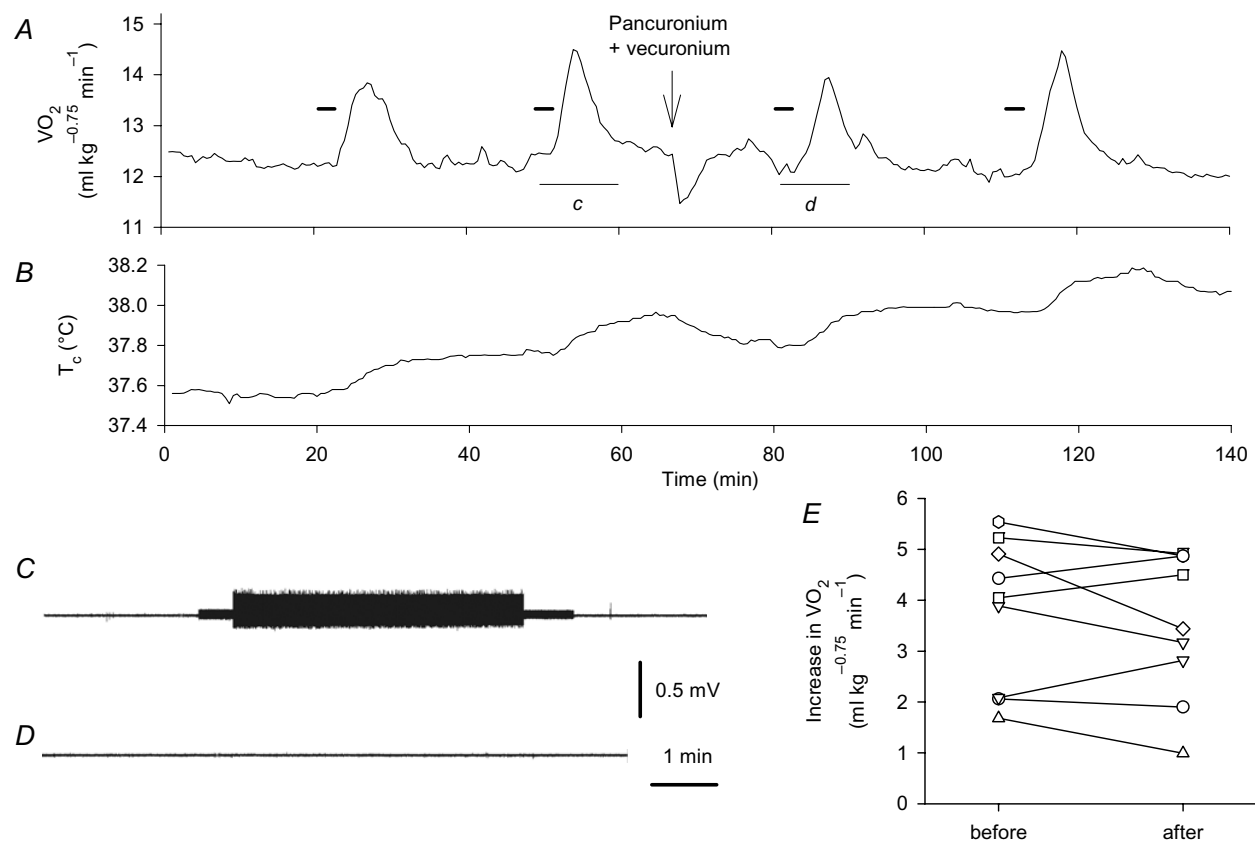 A
15
14
13
12
11
VO2
(ml kg−0.75 min−1)
Pancuronium
+ vecuronium
c
d
B
38.2
38.0
37.8
37.6
37.4
Tc (°C)
0
20
40
60
80
100
120
140
Time (min)
C
0.5 mV
D
1 min
E
6
5
4
3
2
1
0
Increase in VO2
(ml kg−0.75 min−1)
before
after